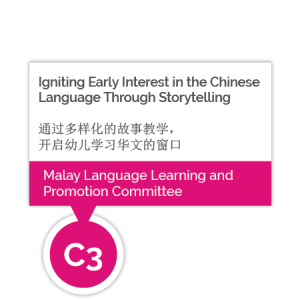 Igniting Early Interest in the Chinese
Language Through Storytelling
通过多样化的故事教学，
开启幼儿学习华文的窗口
Malay Language Learning and
Promotion Committee
C3